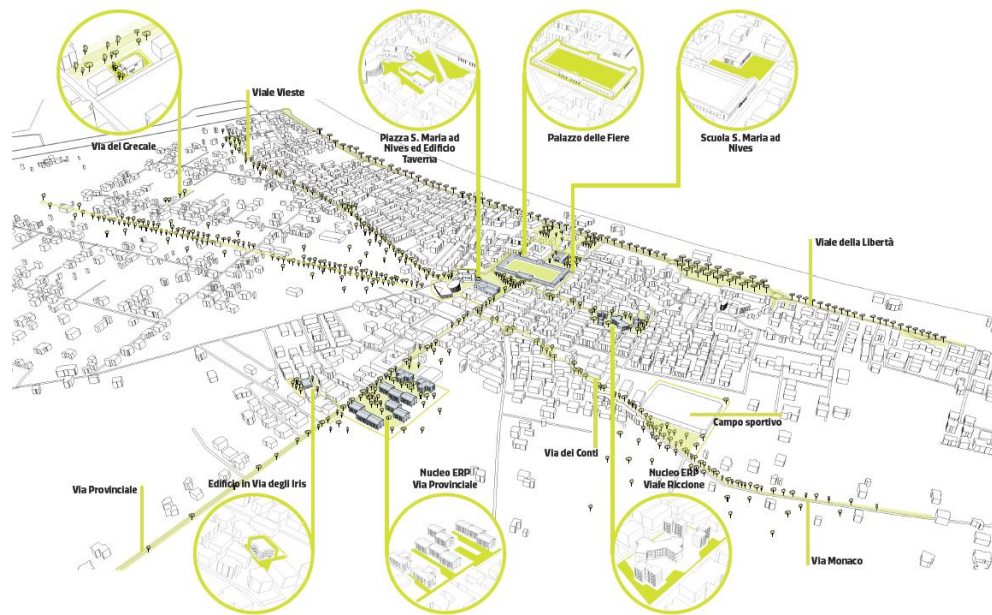 Viale Vieste
Via del Grecale
Piazza S. Maria ad
Nives ed Edificio
Taverna
Palazzo delle Fiere
Scuola S. Maria ad
Nives
Viale della Libertà
Campo sportivo
Via dei Conti
Nucleo ERP
Viale Riccione
Nucleo ERP
Via Provinciale
Edificio in Via degli Iris
Via Provinciale
Via Monaco